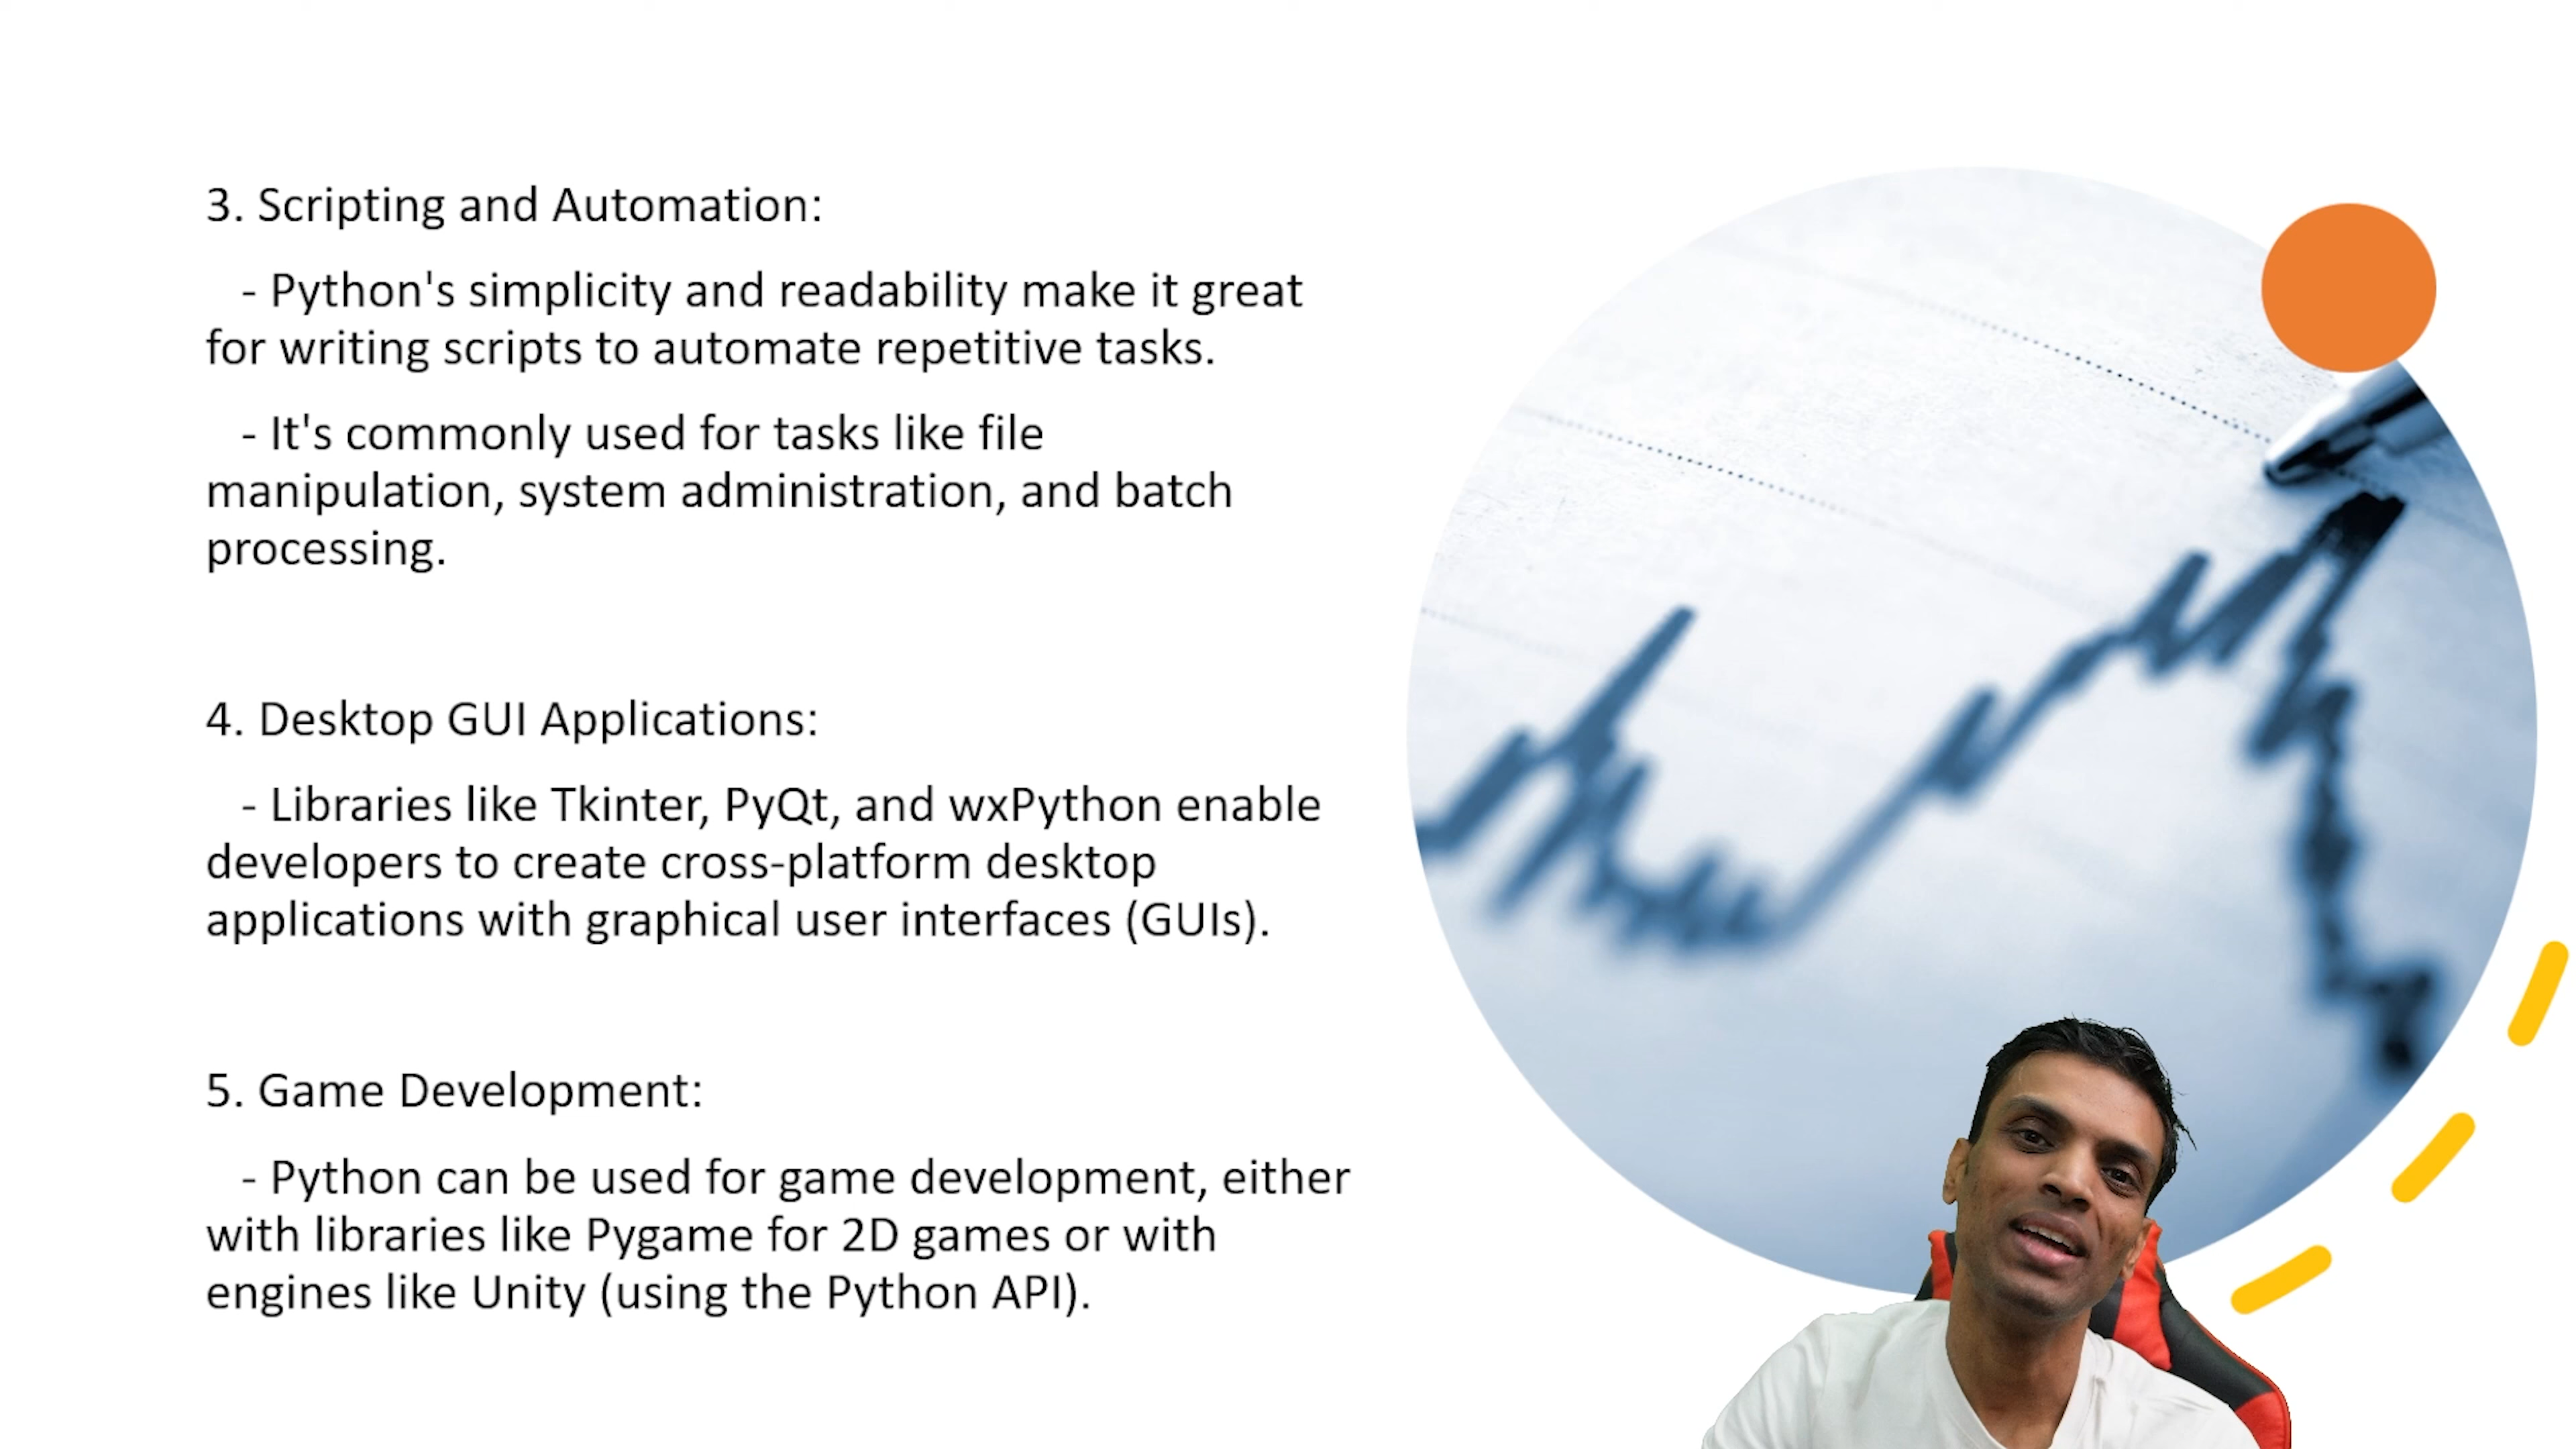 3. Scripting and Automation:
- Python's simplicity and readability make it great
for writing scripts to automate repetitive tasks.
- It's commonly used for tasks like file
manipulation, system administration, and batch
processing.
4. Desktop GUI Applications:
- Libraries like Tkinter, PyQt, and wxPython enable
developers to create cross-platform desktop
applications with graphical user interfaces (GUIs).
5. Game Development:
- Python can be used for game development, either
with libraries like Pygame for 2D games or with
engines like Unity (using the Python API).